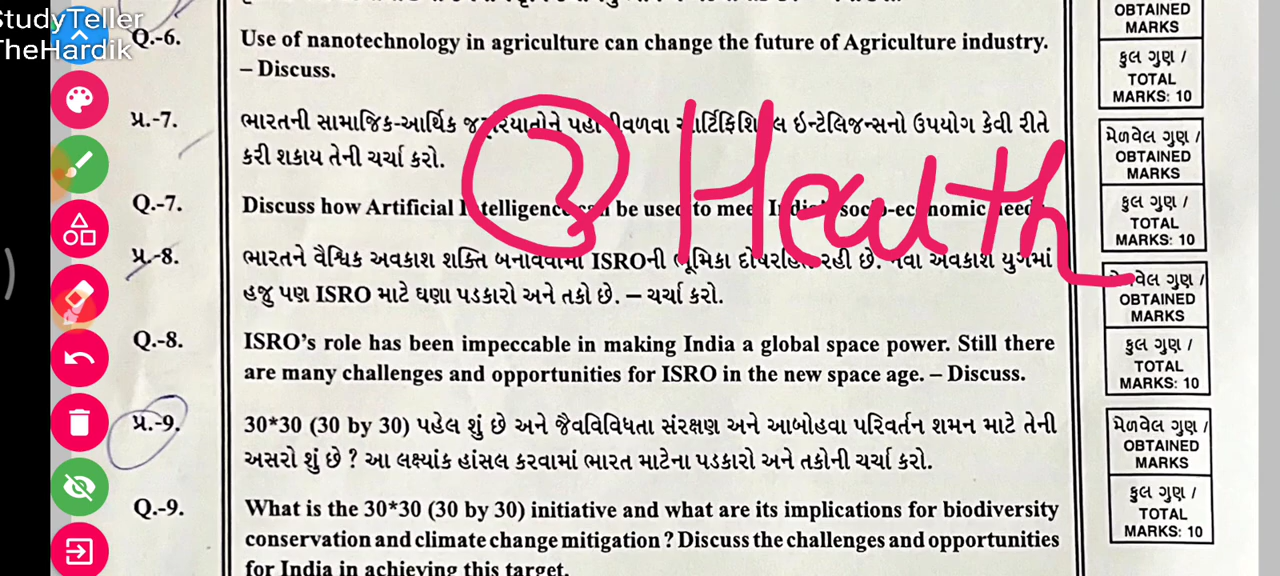 StudyTeller
TheHardik
Q.-6.
Use of nanotechnology in agriculture can change the future of Agriculture industry.
– Discuss.
પ્ર.-7.
ભારતની સામાજિક-આર્થિક જરૂરિયાતોને પહોંચીવળવા આર્ટિફિશિયલ ઇન્ટેલિજન્સનો ઉપયોગ કેવી રીતે
કરી શકાય તેની ચર્ચા કરો.
Q.-7.
Discuss how Artificial Intelligence can be used to meet India's socio-economic needs.
પ્ર.-8.
ભારતને વૈશ્વિક અવકાશ શક્તિ બનાવવામાં ISROની ભૂમિકા દોષરહિત રહી છે. નવા અવકાશ યુગમાં
હજુ પણ ISRO માટે ઘણા પડકારો અને તકો છે. – ચર્ચા કરો.
Q.-8.
ISRO's role has been impeccable in making India a global space power. Still there
are many challenges and opportunities for ISRO in the new space age. – Discuss.
પ્ર.-9.
30*30 (30 by 30) પહેલ શું છે અને જૈવવિવિધતા સંરક્ષણ અને આબોહવા પરિવર્તન શમન માટે તેની
અસરો શું છે ? આ લક્ષ્યાંક હાંસલ કરવામાં ભારત માટેના પડકારો અને તકોની ચર્ચા કરો.
Q.-9.
What is the 30*30 (30 by 30) initiative and what are its implications for biodiversity
conservation and climate change mitigation ? Discuss the challenges and opportunities
for India in achieving this target.
Health
OBTAINED
MARKS
કુલ ગુણ /
TOTAL
MARKS: 10
મેળવેલ ગુણ /
OBTAINED
MARKS
કુલ ગુણ /
TOTAL
MARKS: 10
મેળવેલ ગુણ /
OBTAINED
MARKS
કુલ ગુણ /
TOTAL
MARKS: 10
મેળવેલ ગુણ /
OBTAINED
MARKS
કુલ ગુણ /
TOTAL
MARKS: 10